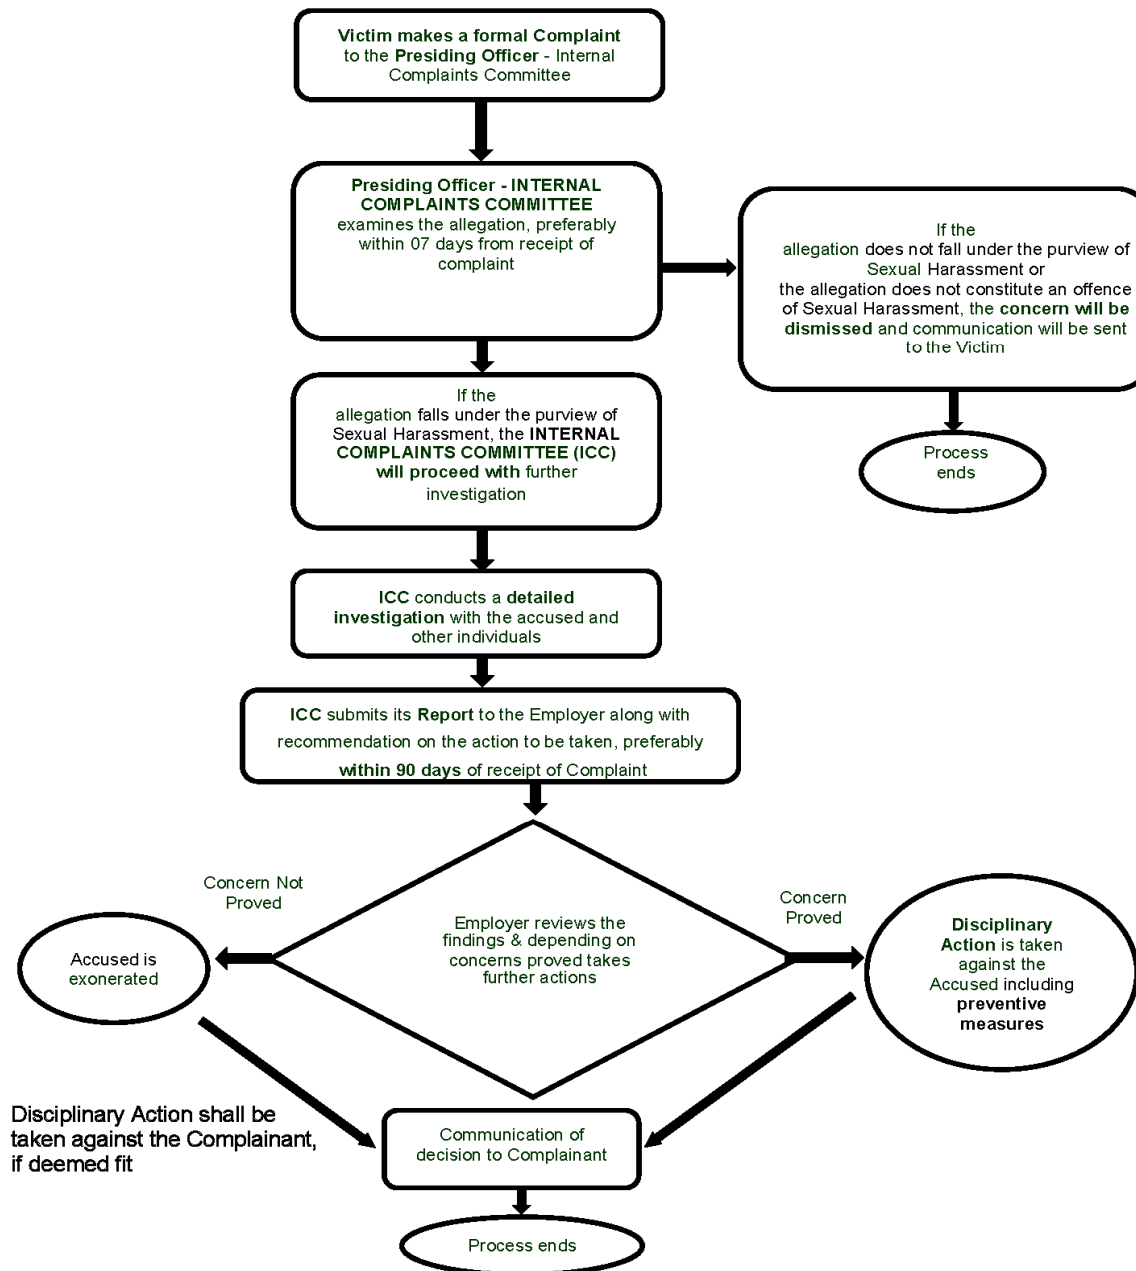 Victim makes a formal Complaint
to the Presiding Officer - Internal
Complaints Committee
Presiding Officer - INTERNAL
COMPLAINTS COMMITTEE
examines the allegation, preferably
within 07 days from receipt of
complaint
If the
allegation does not fall under the purview of
Sexual Harassment or
the allegation does not constitute an offence
of Sexual Harassment, the concern will be
dismissed and communication will be sent
to the Victim
Process
ends
If the
allegation falls under the purview of
Sexual Harassment, the INTERNAL
COMPLAINTS COMMITTEE (ICC)
will proceed with further
investigation
ICC conducts a detailed
investigation with the accused and
other individuals
ICC submits its Report to the Employer along with
recommendation on the action to be taken, preferably
within 90 days of receipt of Complaint
Concern Not
Proved
Employer reviews the
findings & depending on
concerns proved takes
further actions
Concern
Proved
Accused is
exonerated
Disciplinary
Action is taken
against the
Accused including
preventive
measures
Disciplinary Action shall be
taken against the Complainant,
if deemed fit
Communication of
decision to Complainant
Process ends